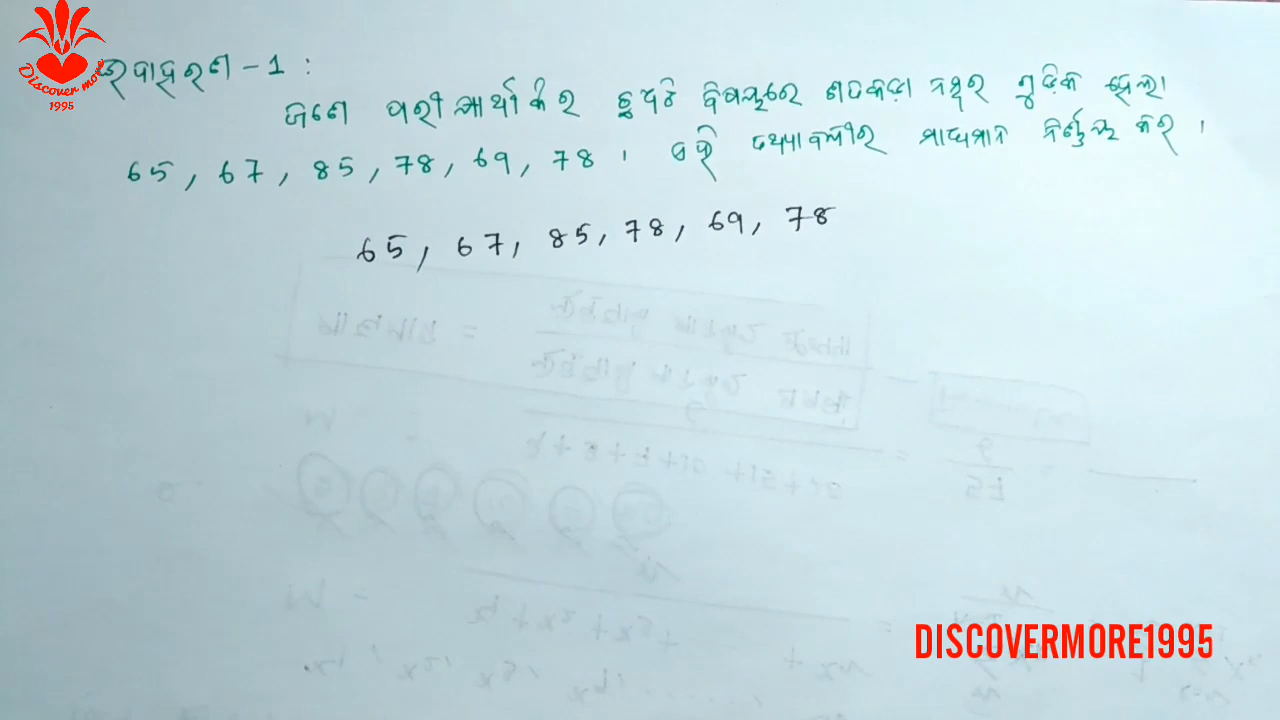 Discover more
1995
ଉଦାହରଣ - 1 :
ଜଣେ ପରୀକ୍ଷାର୍ଥୀଙ୍କର ଛଅଟି ବିଷୟରେ ଶତକଡ଼ା ନମ୍ବର ଗୁଡ଼ିକ ହେଲା
65, 67, 85, 78, 69, 78 । ଏହି ତଥ୍ୟାବଳୀର ମାଧ୍ୟମାନ ନିର୍ଣ୍ଣୟ କର ।
65, 67, 85, 78, 69, 78
DISCOVERMORE1995